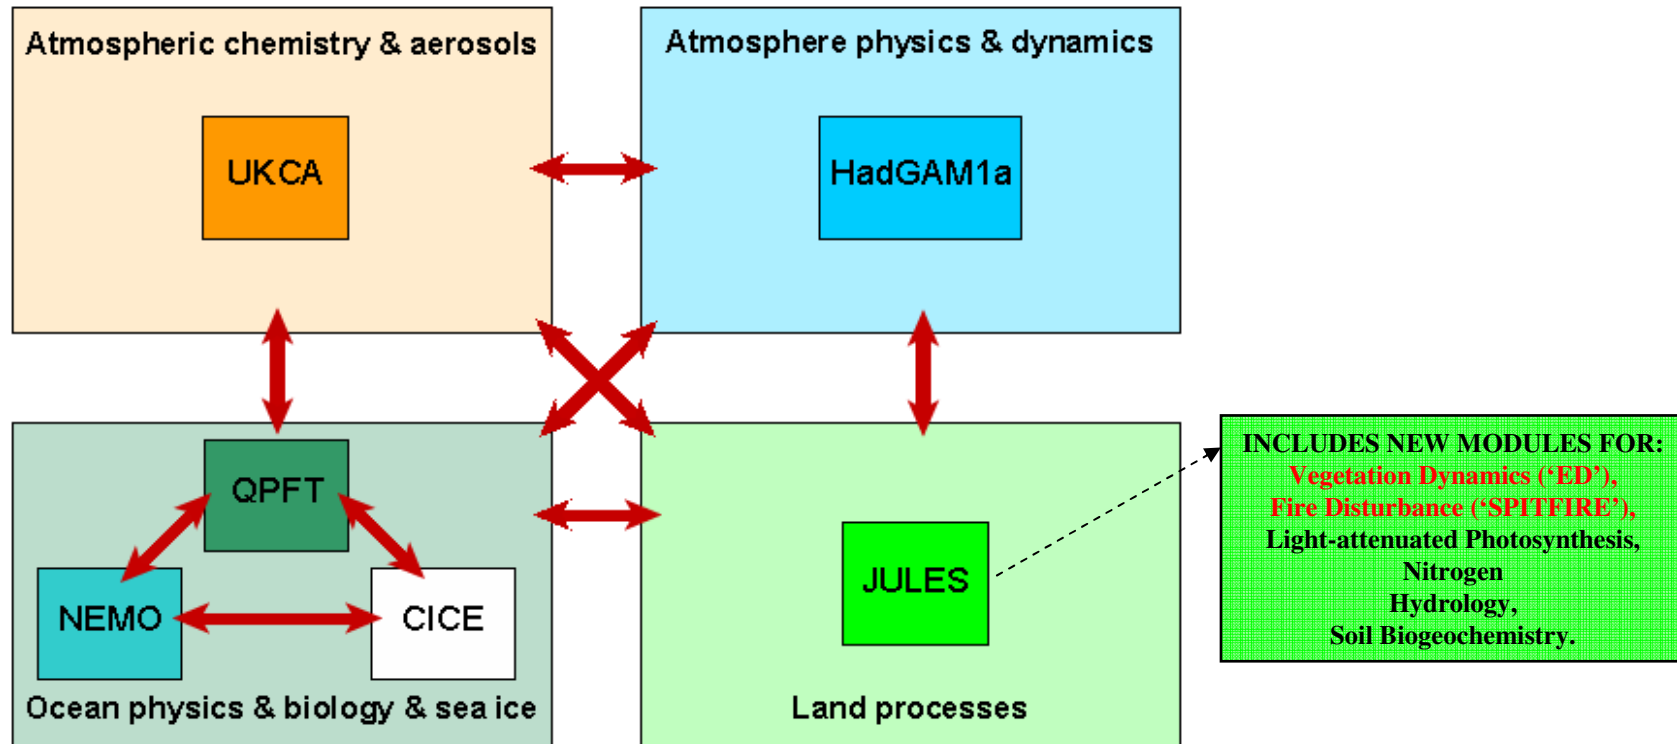 Atmospheric chemistry & aerosols
UKCA
Atmosphere physics & dynamics
HadGAM1a
QPFT
NEMO
CICE
Ocean physics & biology & sea ice
JULES
Land processes
INCLUDES NEW MODULES FOR:
Vegetation Dynamics (‘ED’),
Fire Disturbance (‘SPITFIRE’),
Light-attenuated Photosynthesis,
Nitrogen
Hydrology,
Soil Biogeochemistry.